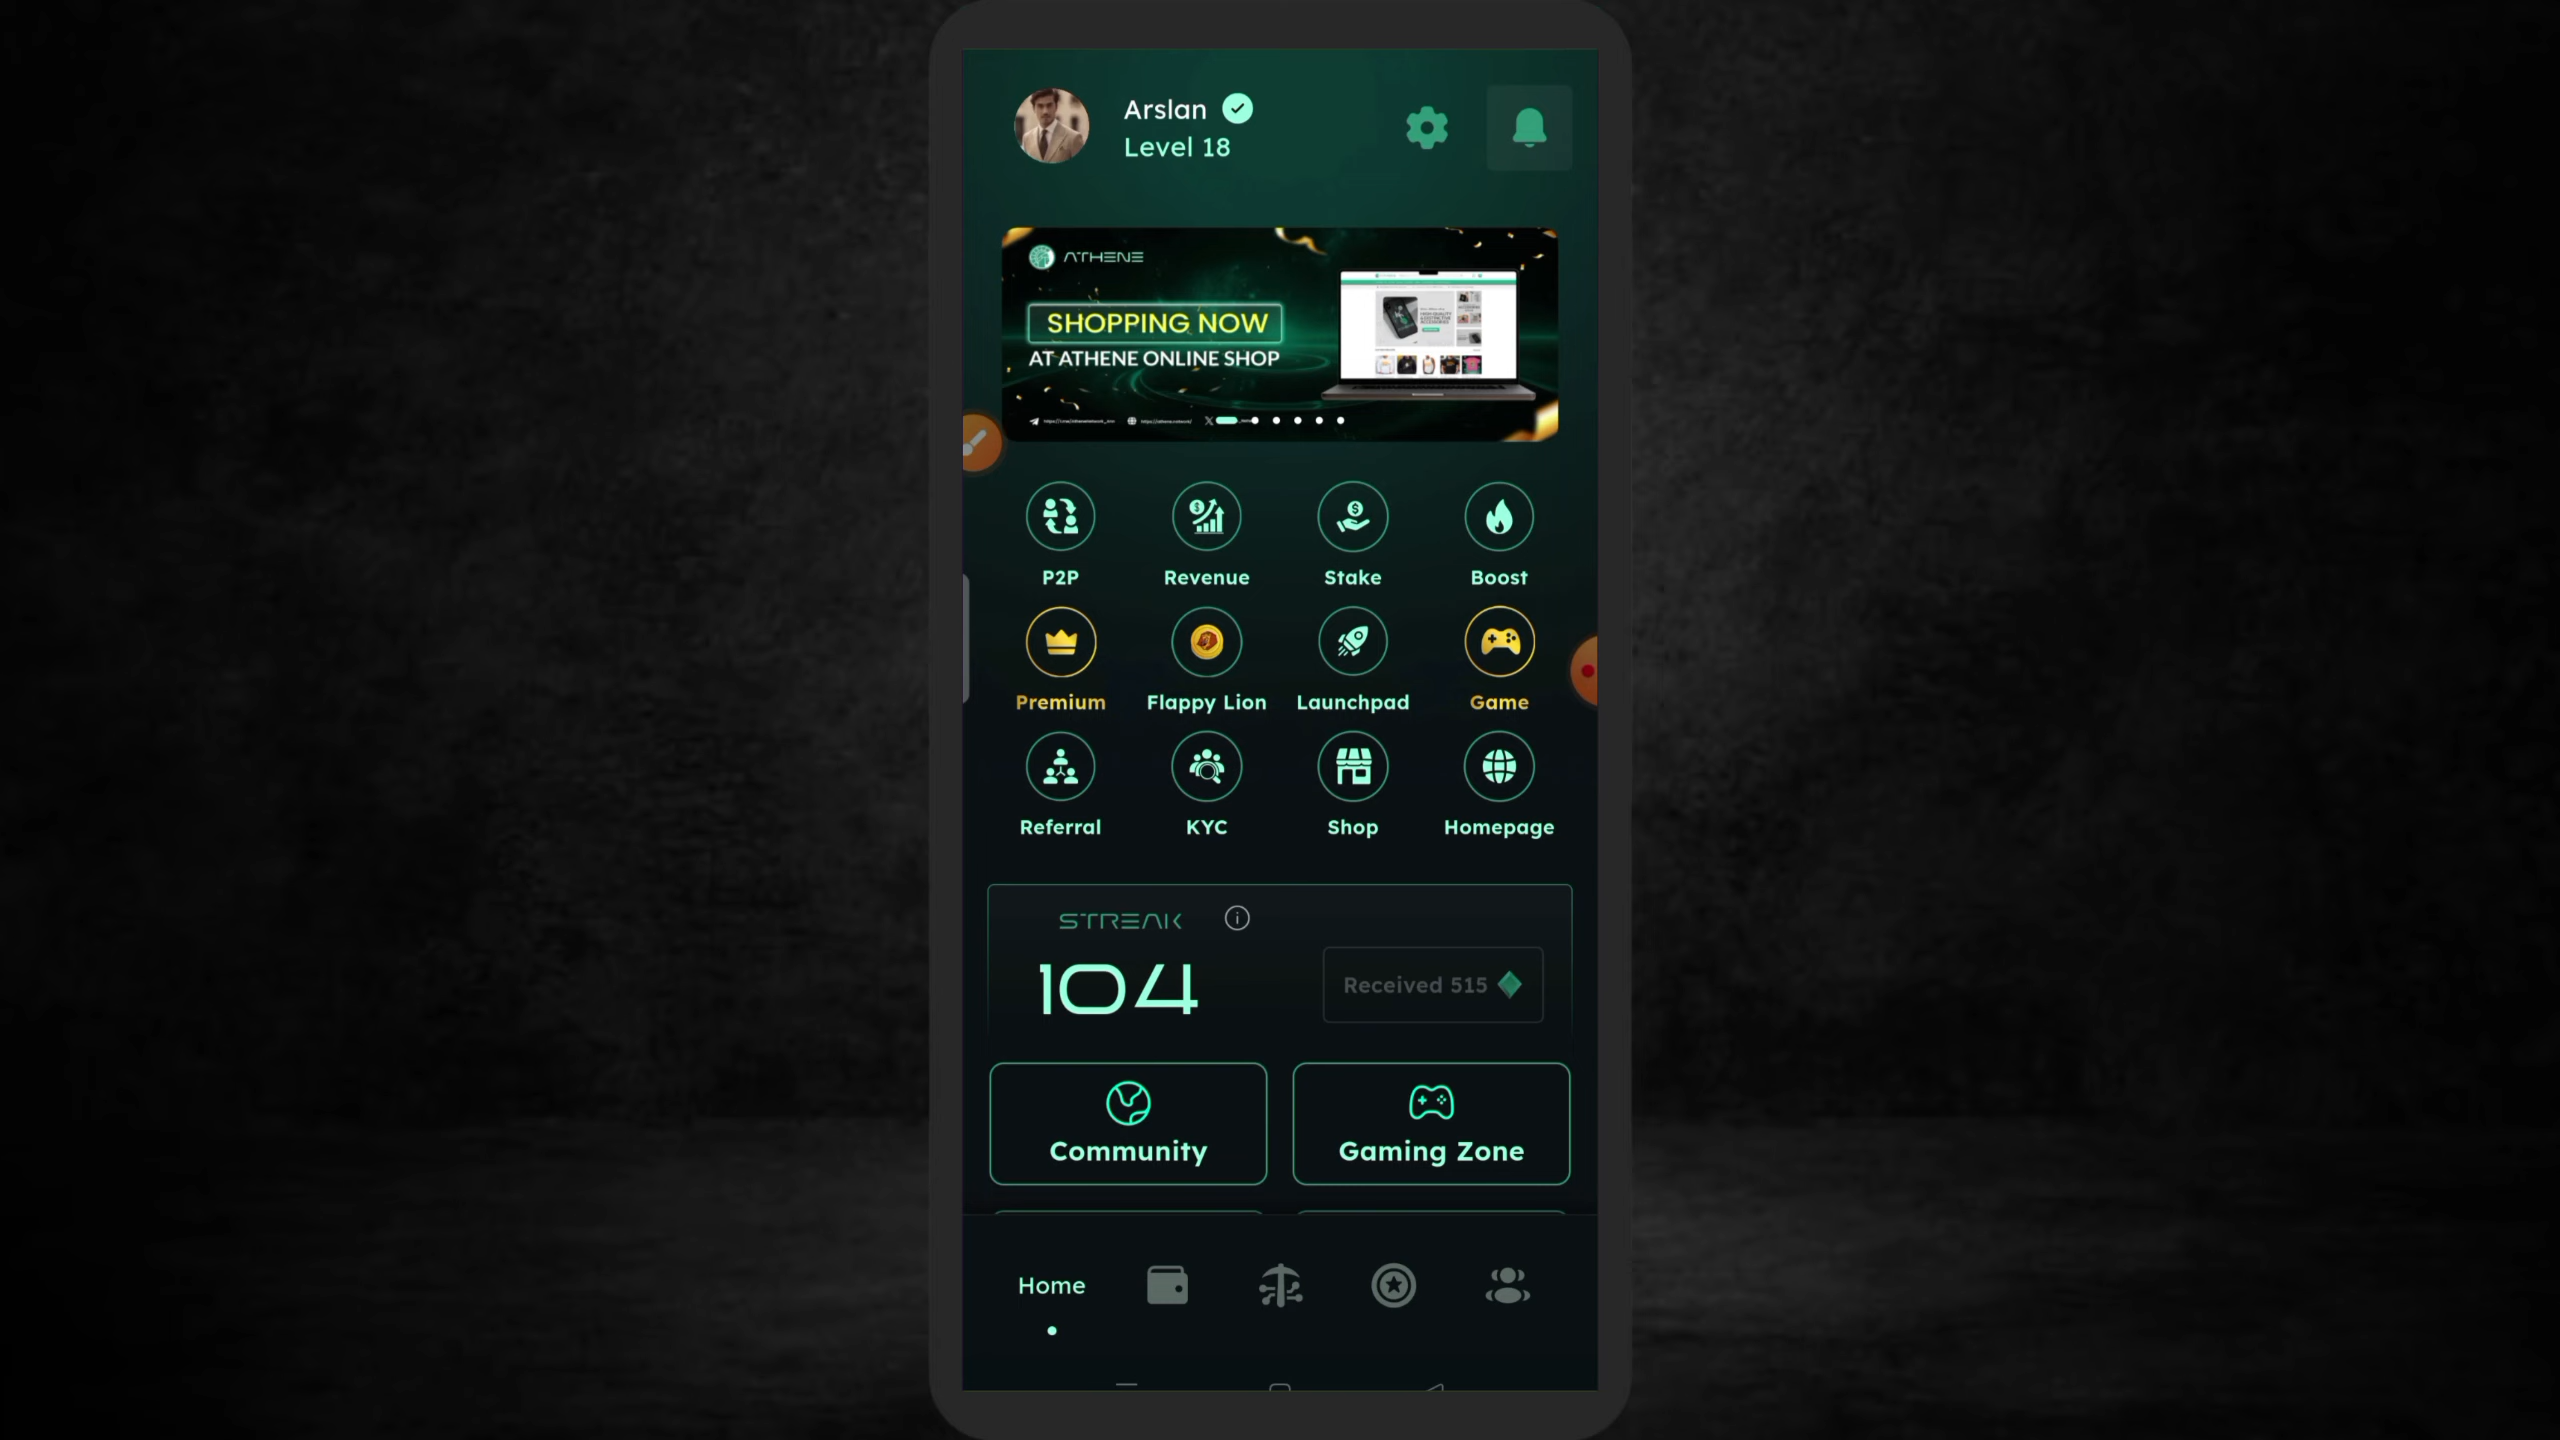 Arslan
Level 18
ATHENE
SHOPPING NOW
AT ATHENE ONLINE SHOP
P2P
Revenue
Stake
Boost
Premium
Flappy Lion
Launchpad
Game
Referral
KYC
Shop
Homepage
STREAK
104
Received 515
Community
Gaming Zone
Home